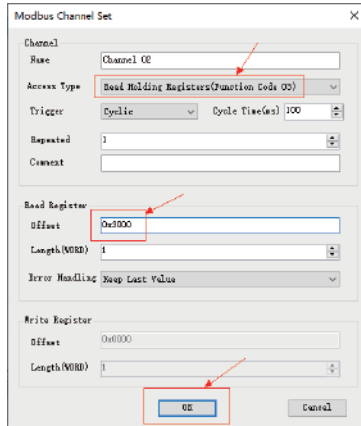 Modbus Channel Set
Channel
Name Channel 02
Access Type Read Holding Registers(Function Code 03)
Trigger Cyclic Cycle Time(ms) 100
Repeated 1
Comment
Read Register
Offset 0x3000
Length(WORD) 1
Error Handling Keep Last Value
Write Register
Offset 0x0000
Length(WORD) 1
OK Cancel